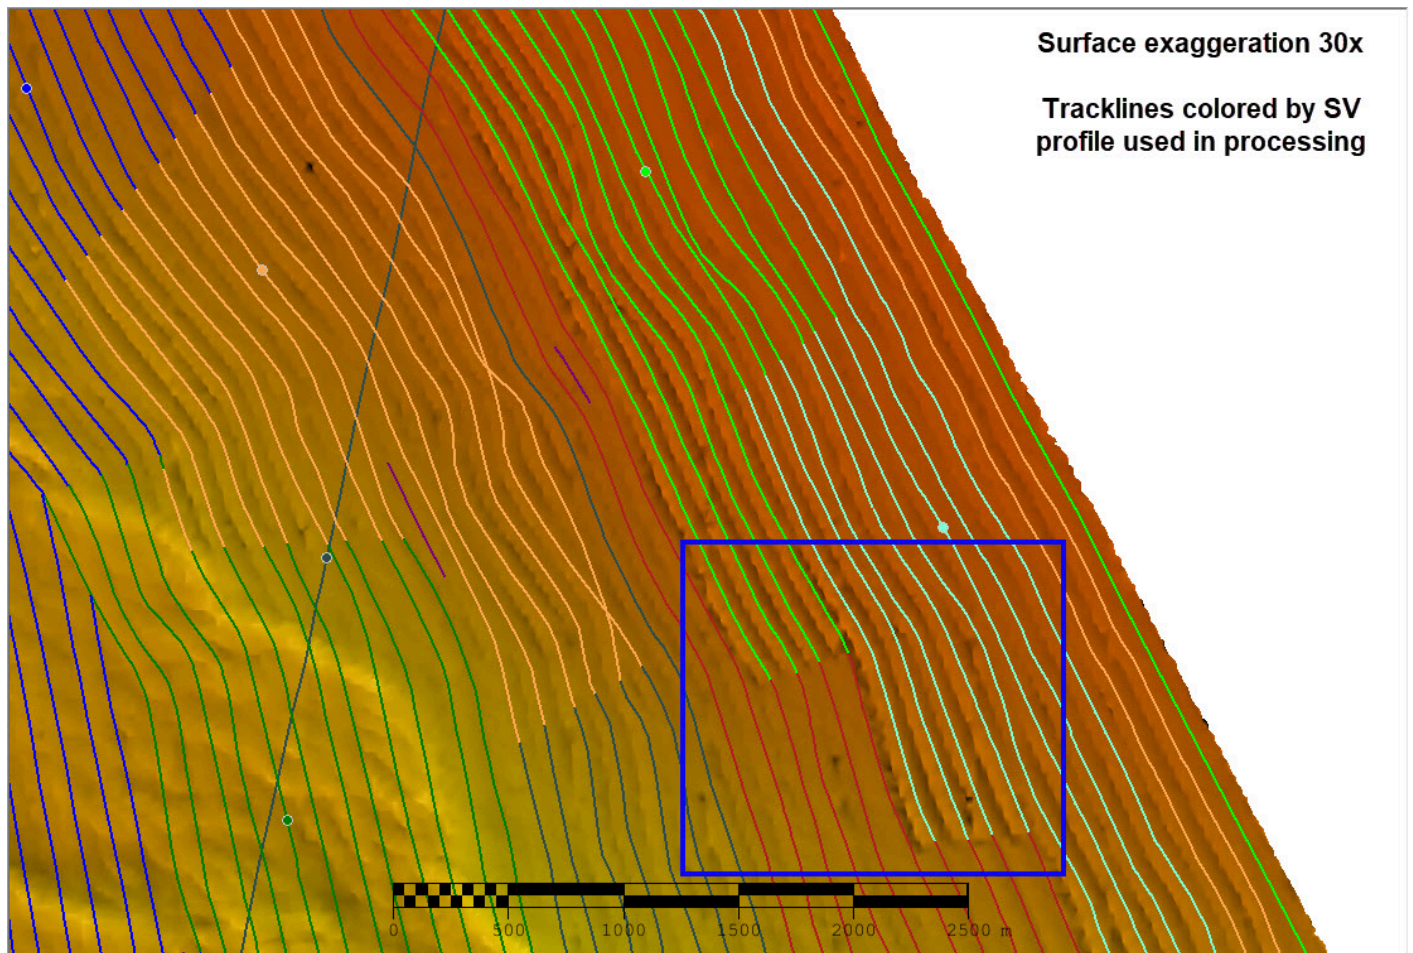 Surface exaggeration 30x
Tracklines colored by SV
profile used in processing
0 500 1000 1500 2000 2500 m